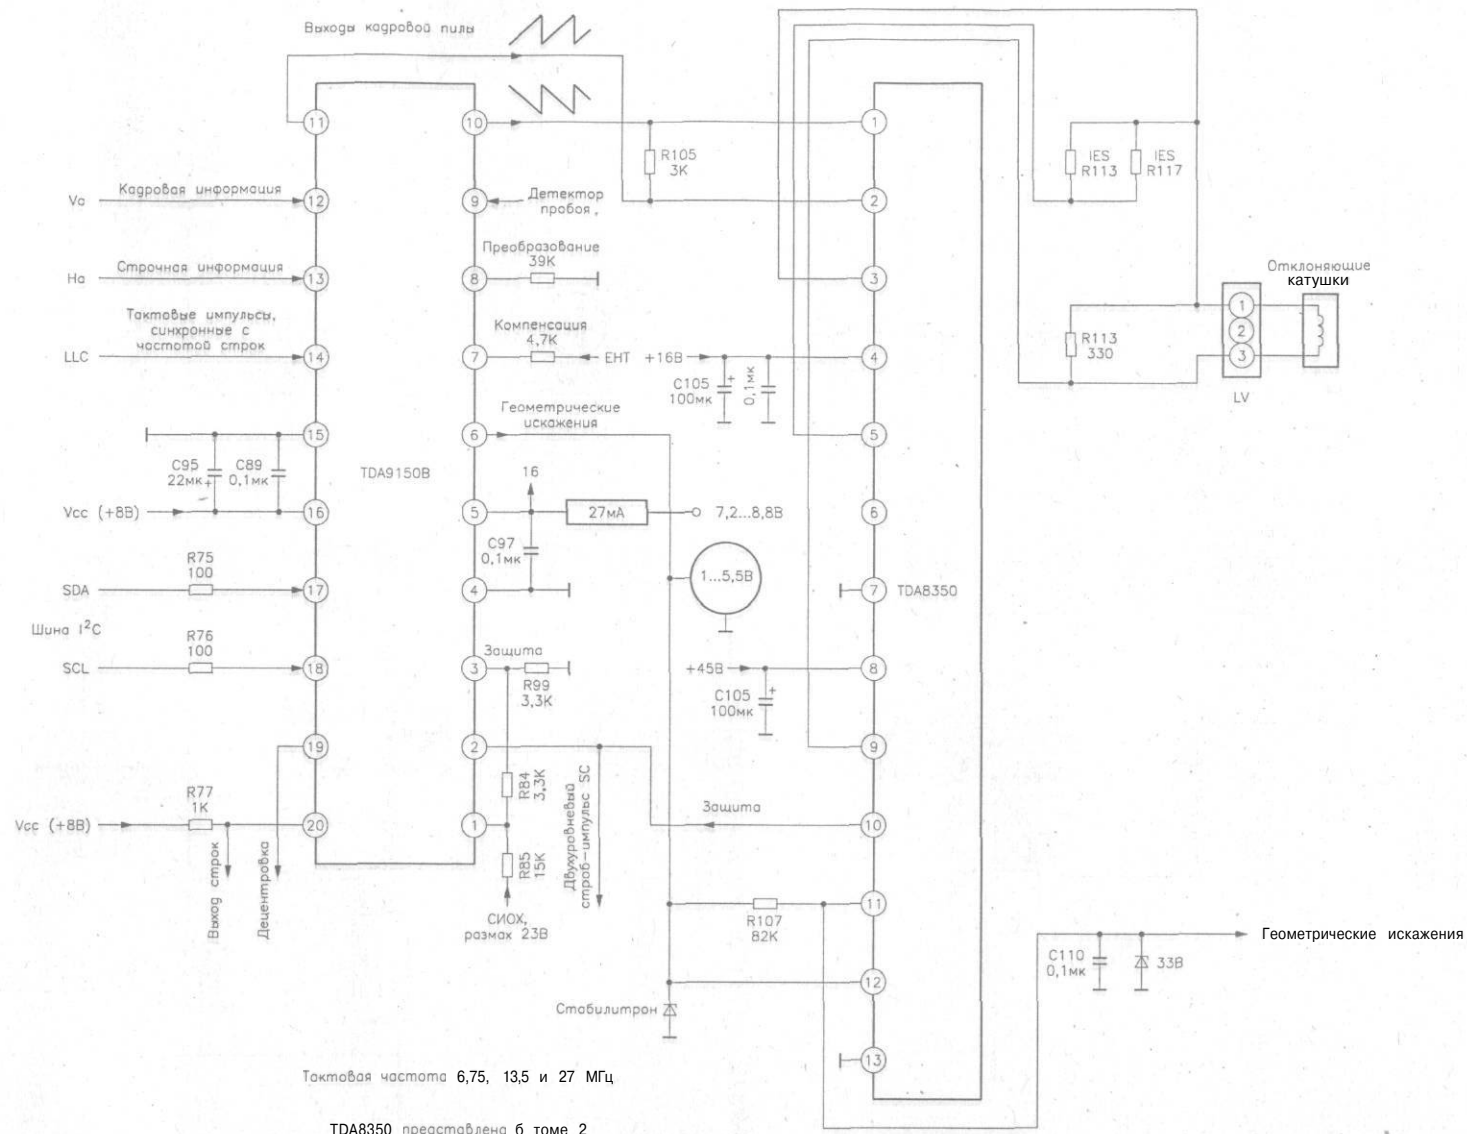 Выходы кадровой пилы
11
10
1
R105
3K
IES
R113
IES
R117
Va
Кадровая информация
12
9
Детектор
пробоя
2
Преобразование
39K
Ha
Строчная информация
13
8
3
Отклоняющие
катушки
1
2
3
LV
Тактовые импульсы,
синхронные с
частотой строк
LLC
14
Компенсация
4,7K
7
EHT
+16В
4
C105
100мк
+
0,1мк
R113
330
Геометрические
искажения
15
6
5
C95
22мк
+
C89
0,1мк
TDA9150B
16
Vcc (+8В)
16
5
27мА
7,2...8,8В
6
C97
0,1мк
R75
100
SDA
17
4
1...5,5В
7
TDA8350
Шина I²C
R76
100
SCL
18
Защита
3
R99
3,3K
+45В
8
C105
100мк
+
19
2
9
R84
3,3K
Двухуровневый
строб-импульс SC
R77
1K
Vcc (+8В)
20
1
Защита
10
Выход строк
Децентровка
R85
15K
СИОХ,
размах 23В
R107
82K
11
C110
0,1мк
33В
Геометрические искажения
12
Стабилитрон
13
Тактовая частота 6,75, 13,5 и 27 МГц
TDA8350 представлена б томе 2